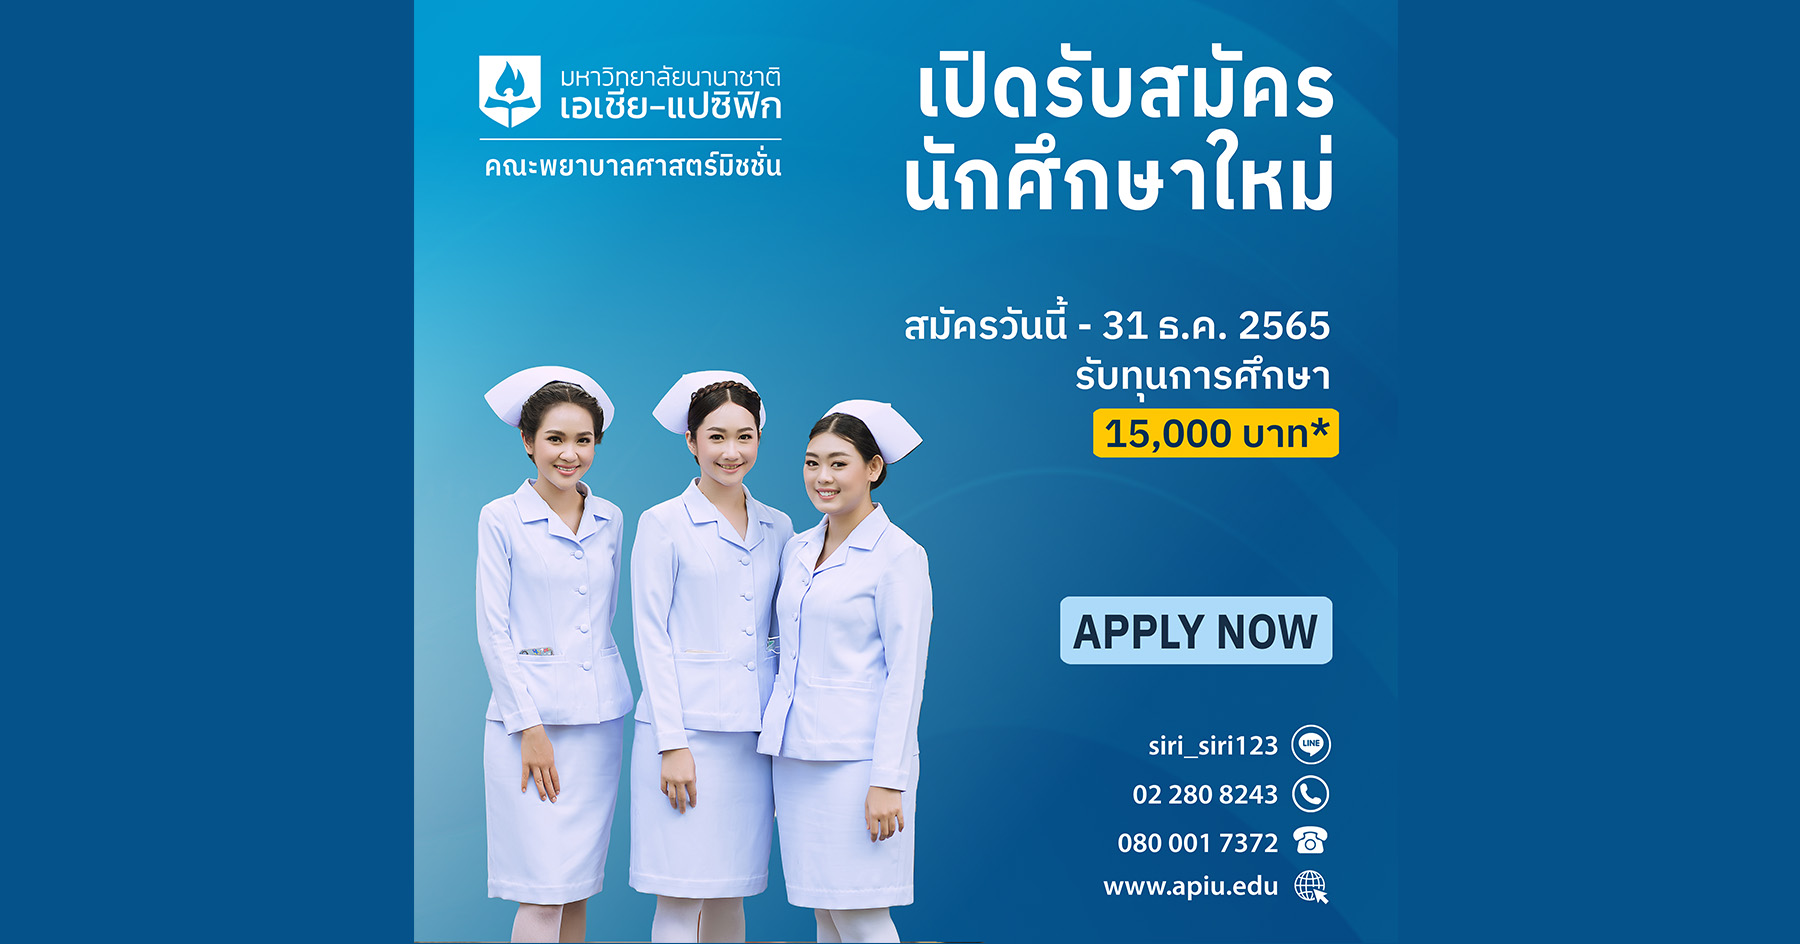 มหาวิทยาลัยนานาชาติ
เอเชีย-แปซิฟิก
คณะพยาบาลศาสตร์มิชชั่น
เปิดรับสมัคร
นักศึกษาใหม่
สมัครวันนี้ - 31 ธ.ค. 2565
รับทุนการศึกษา
15,000 บาท*
APPLY NOW
siri_siri123 LINE
02 280 8243
080 001 7372
www.apiu.edu